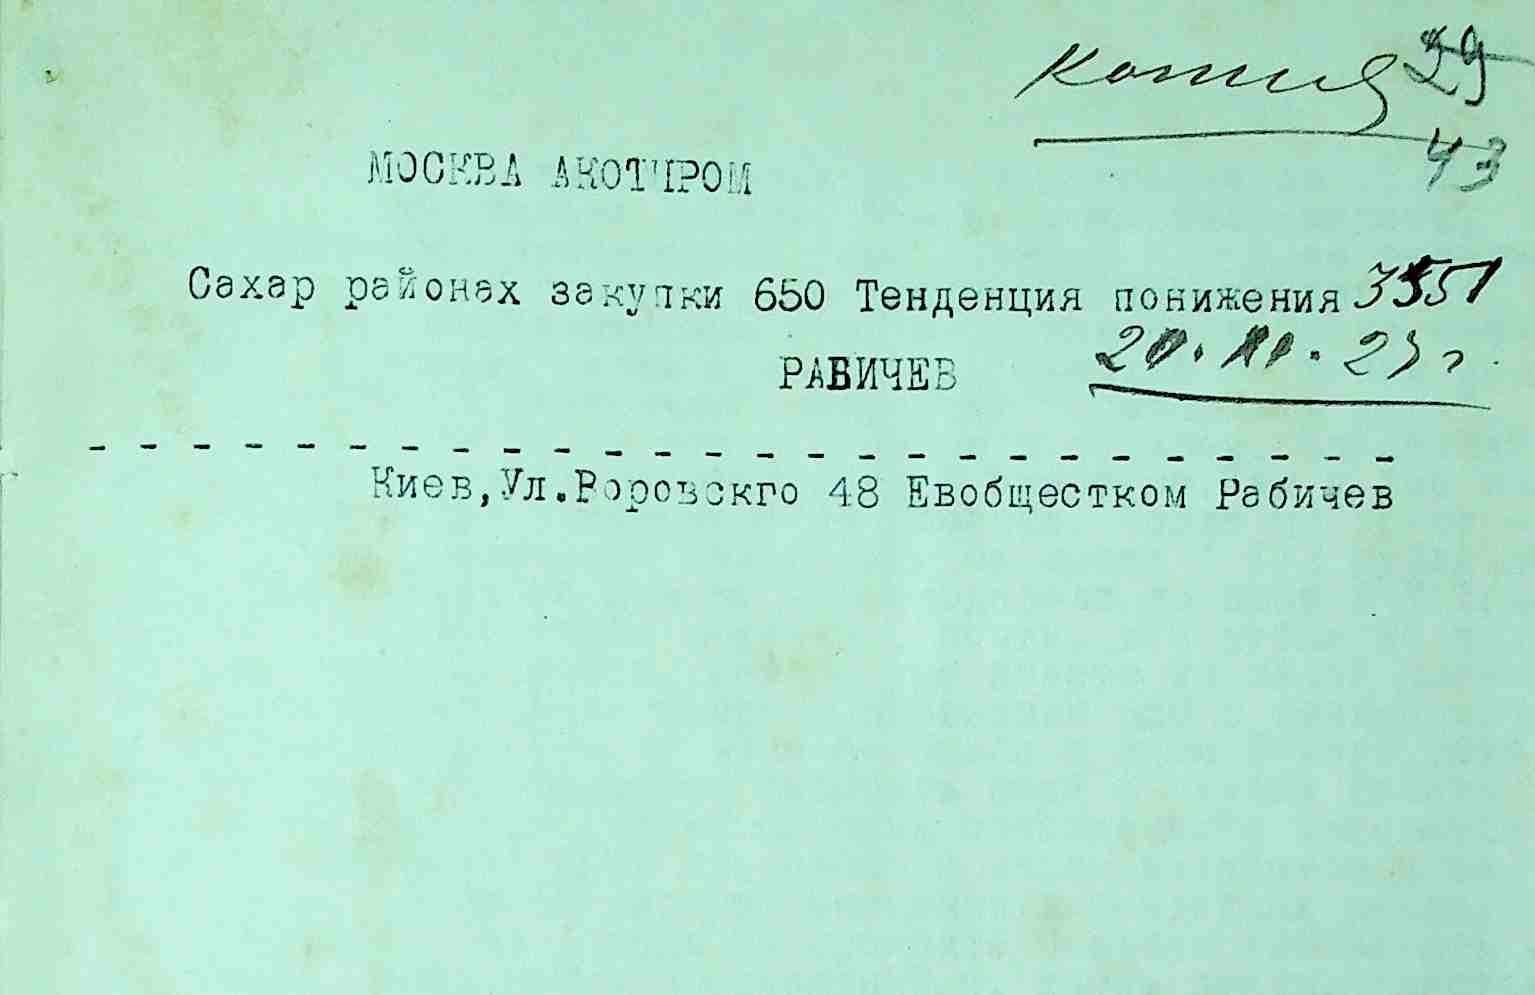 копия 29
43
МОСКВА АКОТПРОМ
Сахар районах закупки 650 Тенденция понижения 3551
РАБИЧЕВ 20.XI.23 г.
Киев,Ул.Воровскго 48 Евобщестком Рабичев